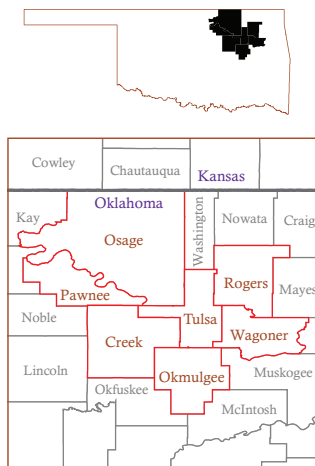 Cowley
Chautauqua
Kansas
Oklahoma
Kay
Osage
Washington
Nowata
Craig
Pawnee
Rogers
Mayes
Noble
Tulsa
Creek
Wagoner
Lincoln
Okmulgee
Muskogee
Okfuskee
McIntosh